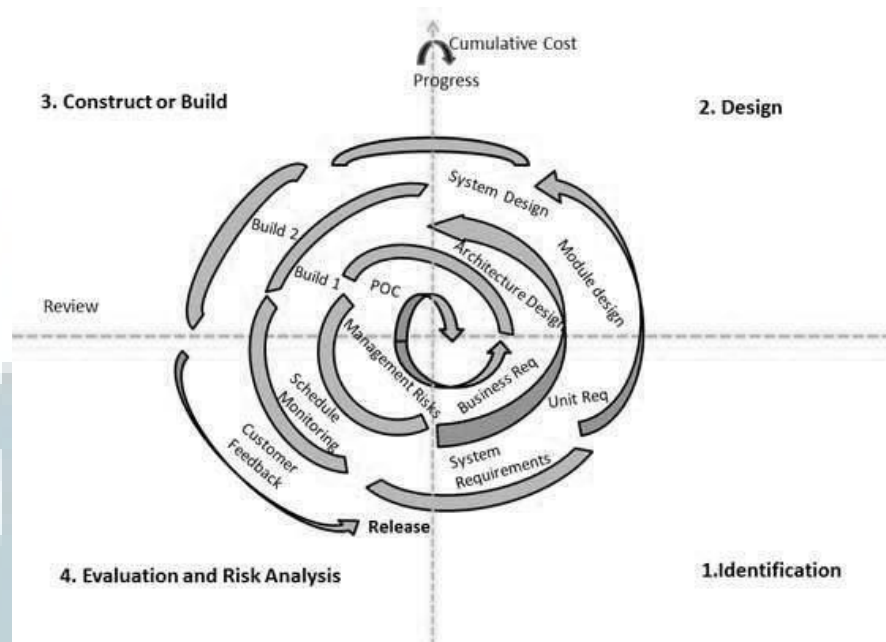 Cumulative Cost
Progress
3. Construct or Build
2. Design
System Design
Build 2
Module design
Architecture Design
Build 1
POC
Review
Management Risks
Business Req
Schedule
Monitoring
Unit Req
Customer
Feedback
System
Requirements
Release
4. Evaluation and Risk Analysis
1.Identification